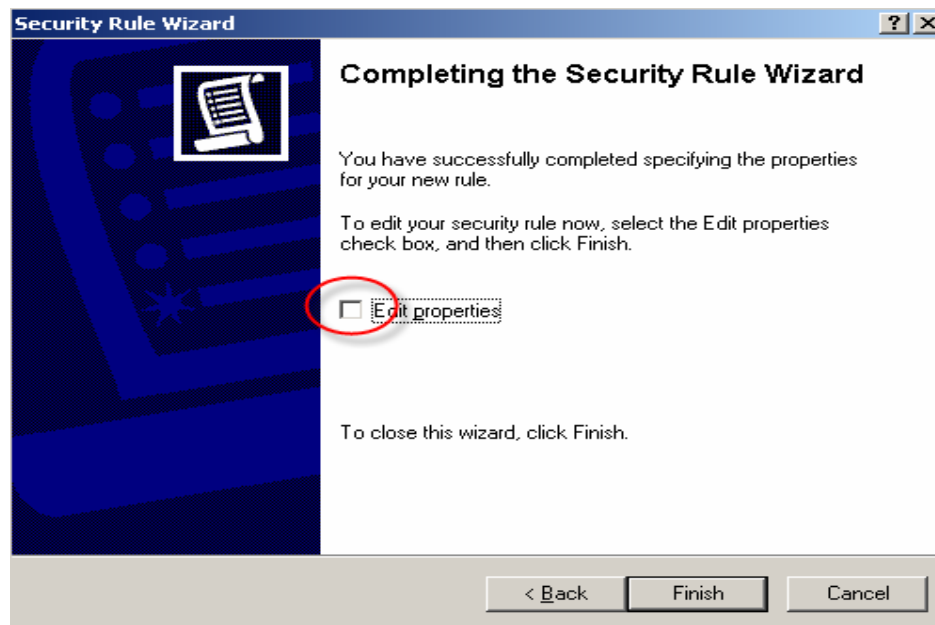 Security Rule Wizard
Completing the Security Rule Wizard
You have successfully completed specifying the properties
for your new rule.
To edit your security rule now, select the Edit properties
check box, and then click Finish.
Edit properties
To close this wizard, click Finish.
< Back Finish Cancel